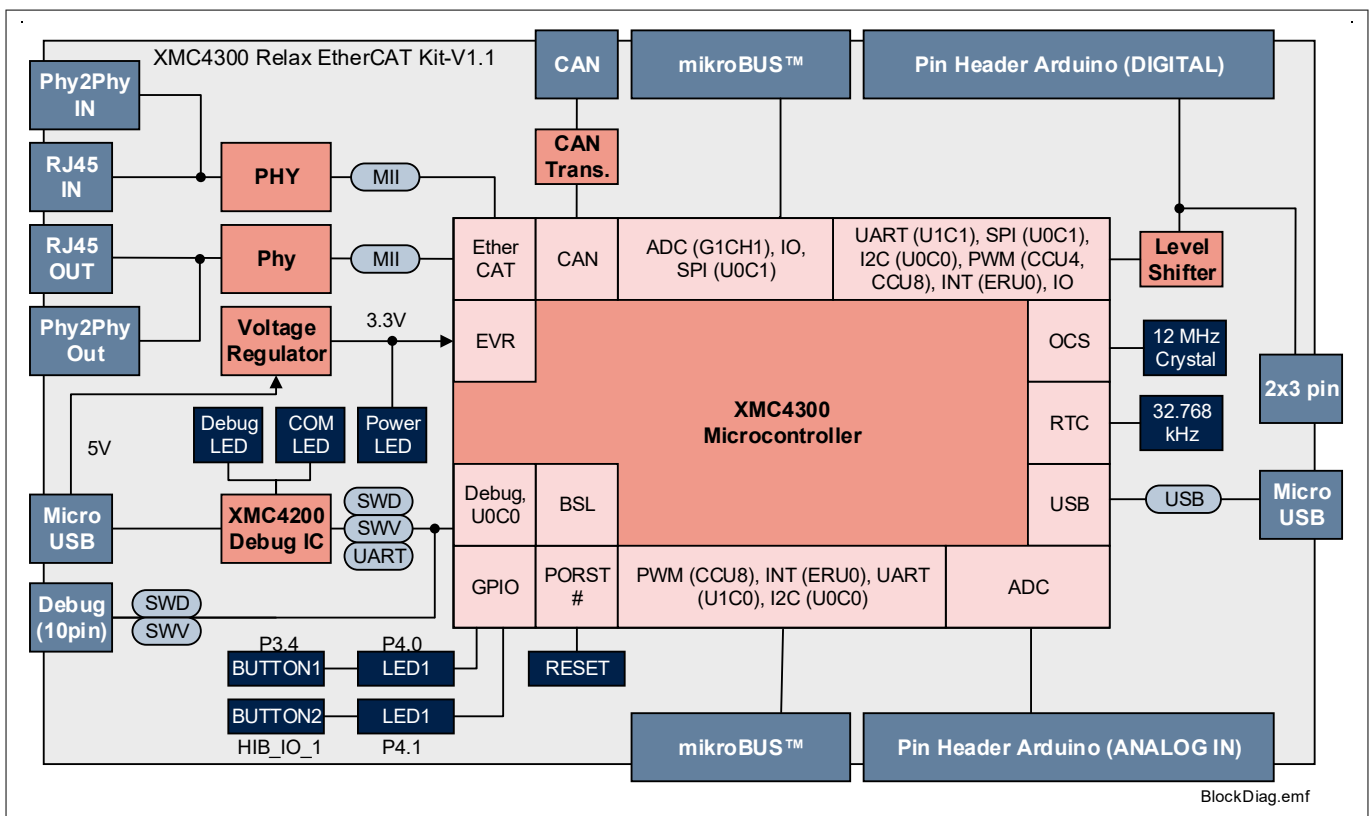 XMC4300 Relax EtherCAT Kit-V1.1
CAN
mikroBUS™
Pin Header Arduino (DIGITAL)
Phy2Phy
IN
RJ45
IN
PHY
MII
CAN
Trans.
RJ45
OUT
Phy
MII
Ether
CAT
CAN
ADC (G1CH1), IO,
SPI (U0C1)
UART (U1C1), SPI (U0C1),
I2C (U0C0), PWM (CCU4,
CCU8), INT (ERU0), IO
Level
Shifter
Phy2Phy
Out
Voltage
Regulator
3.3V
EVR
OCS
12 MHz
Crystal
2x3 pin
5V
Debug
LED
COM
LED
Power
LED
XMC4300
Microcontroller
RTC
32.768
kHz
Micro
USB
XMC4200
Debug IC
SWD
SWV
UART
Debug,
U0C0
BSL
USB
USB
Micro
USB
Debug
(10pin)
SWD
SWV
GPIO
PORST
#
PWM (CCU8), INT (ERU0), UART
(U1C0), I2C (U0C0)
ADC
P3.4
P4.0
BUTTON1
LED1
RESET
BUTTON2
LED1
HIB_IO_1
P4.1
mikroBUS™
Pin Header Arduino (ANALOG IN)
BlockDiag.emf